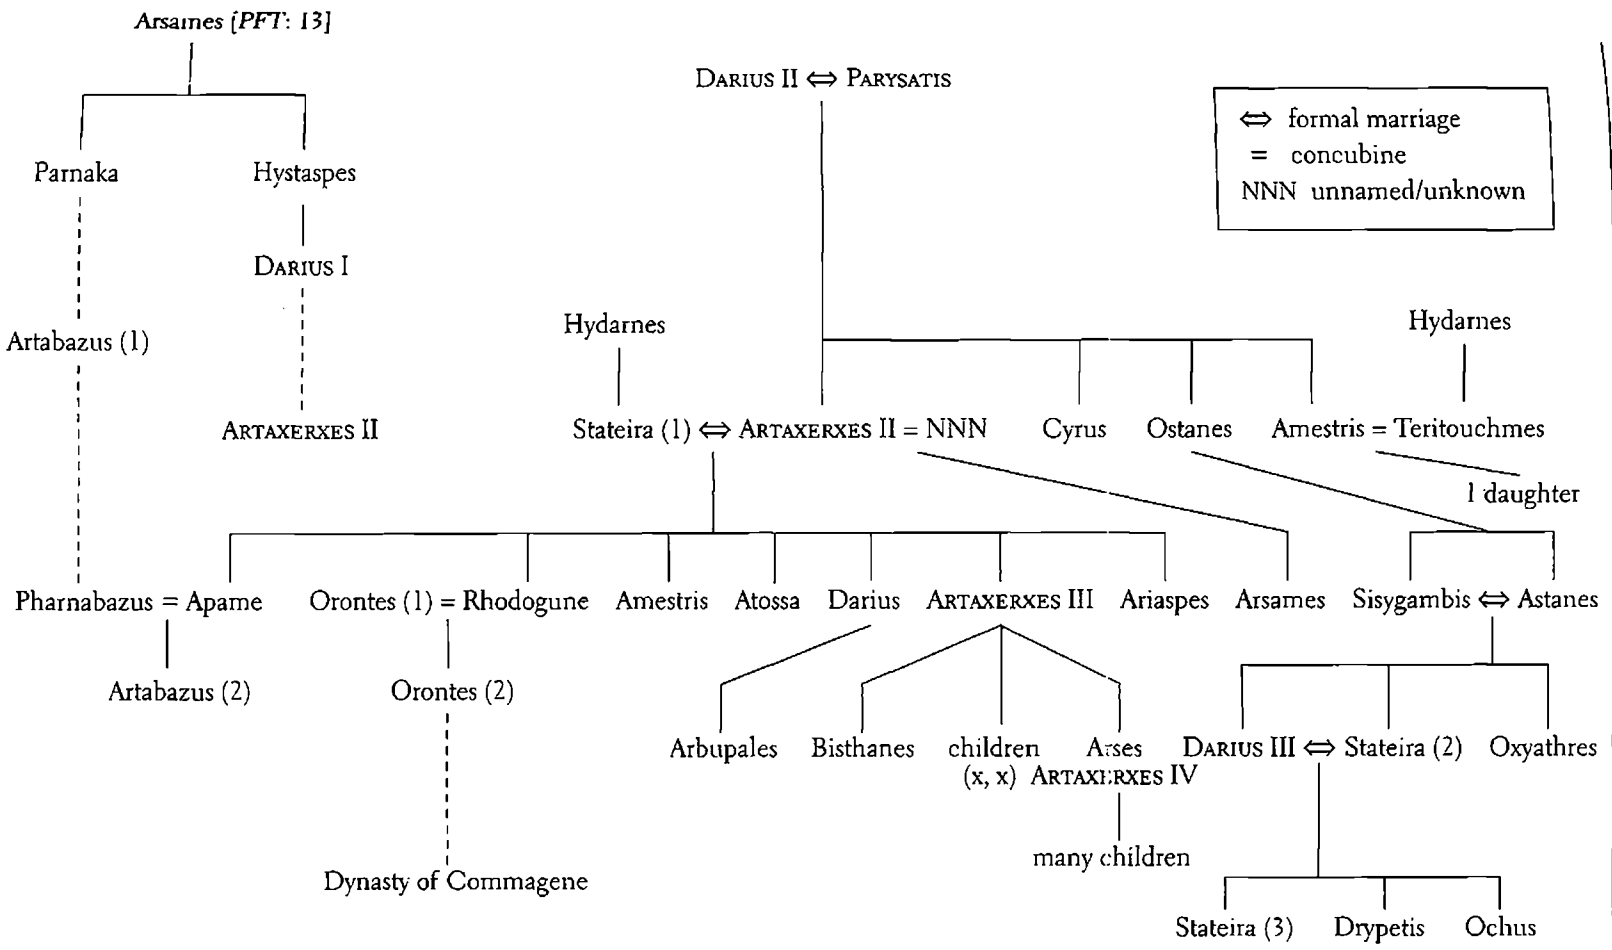 Arsames [PFT: 13]
DARIUS II ⇔ PARYSATIS
⇔ formal marriage
= concubine
NNN unnamed/unknown
Parnaka
Hystaspes
DARIUS I
Artabazus (1)
Hydarnes
Hydarnes
ARTAXERXES II
Stateira (1) ⇔ ARTAXERXES II = NNN
Cyrus
Ostanes
Amestris = Teritouchmes
1 daughter
Pharnabazus = Apame
Orontes (1) = Rhodogune
Amestris
Atossa
Darius
ARTAXERXES III
Ariaspes
Arsames
Sisygambis ⇔ Astanes
Artabazus (2)
Orontes (2)
Arbupales
Bisthanes
children
(x, x)
Arses
ARTAXERXES IV
DARIUS III ⇔ Stateira (2)
Oxyathres
many children
Dynasty of Commagene
Stateira (3)
Drypetis
Ochus